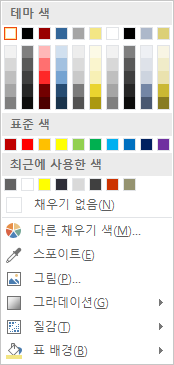 테마 색
표준 색
최근에 사용한 색
채우기 없음(N)
다른 채우기 색(M)...
스포이트(E)
그림(P)...
그라데이션(G)
질감(T)
표 배경(B)